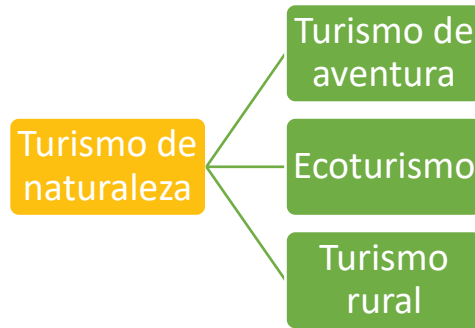 Turismo de
aventura
Turismo de
naturaleza
Ecoturismo
Turismo
rural